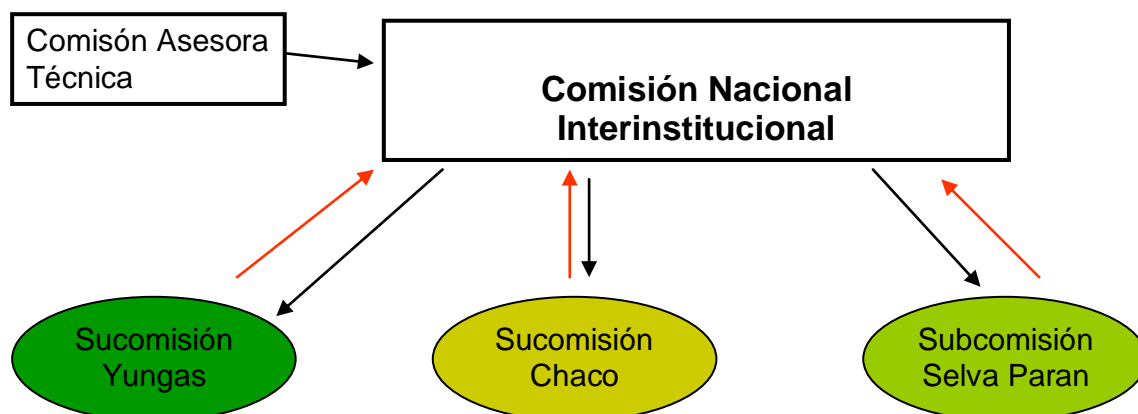 Comisón Asesora
Técnica
Comisión Nacional
Interinstitucional
Sucomisión
Yungas
Sucomisión
Chaco
Subcomisión
Selva Paran